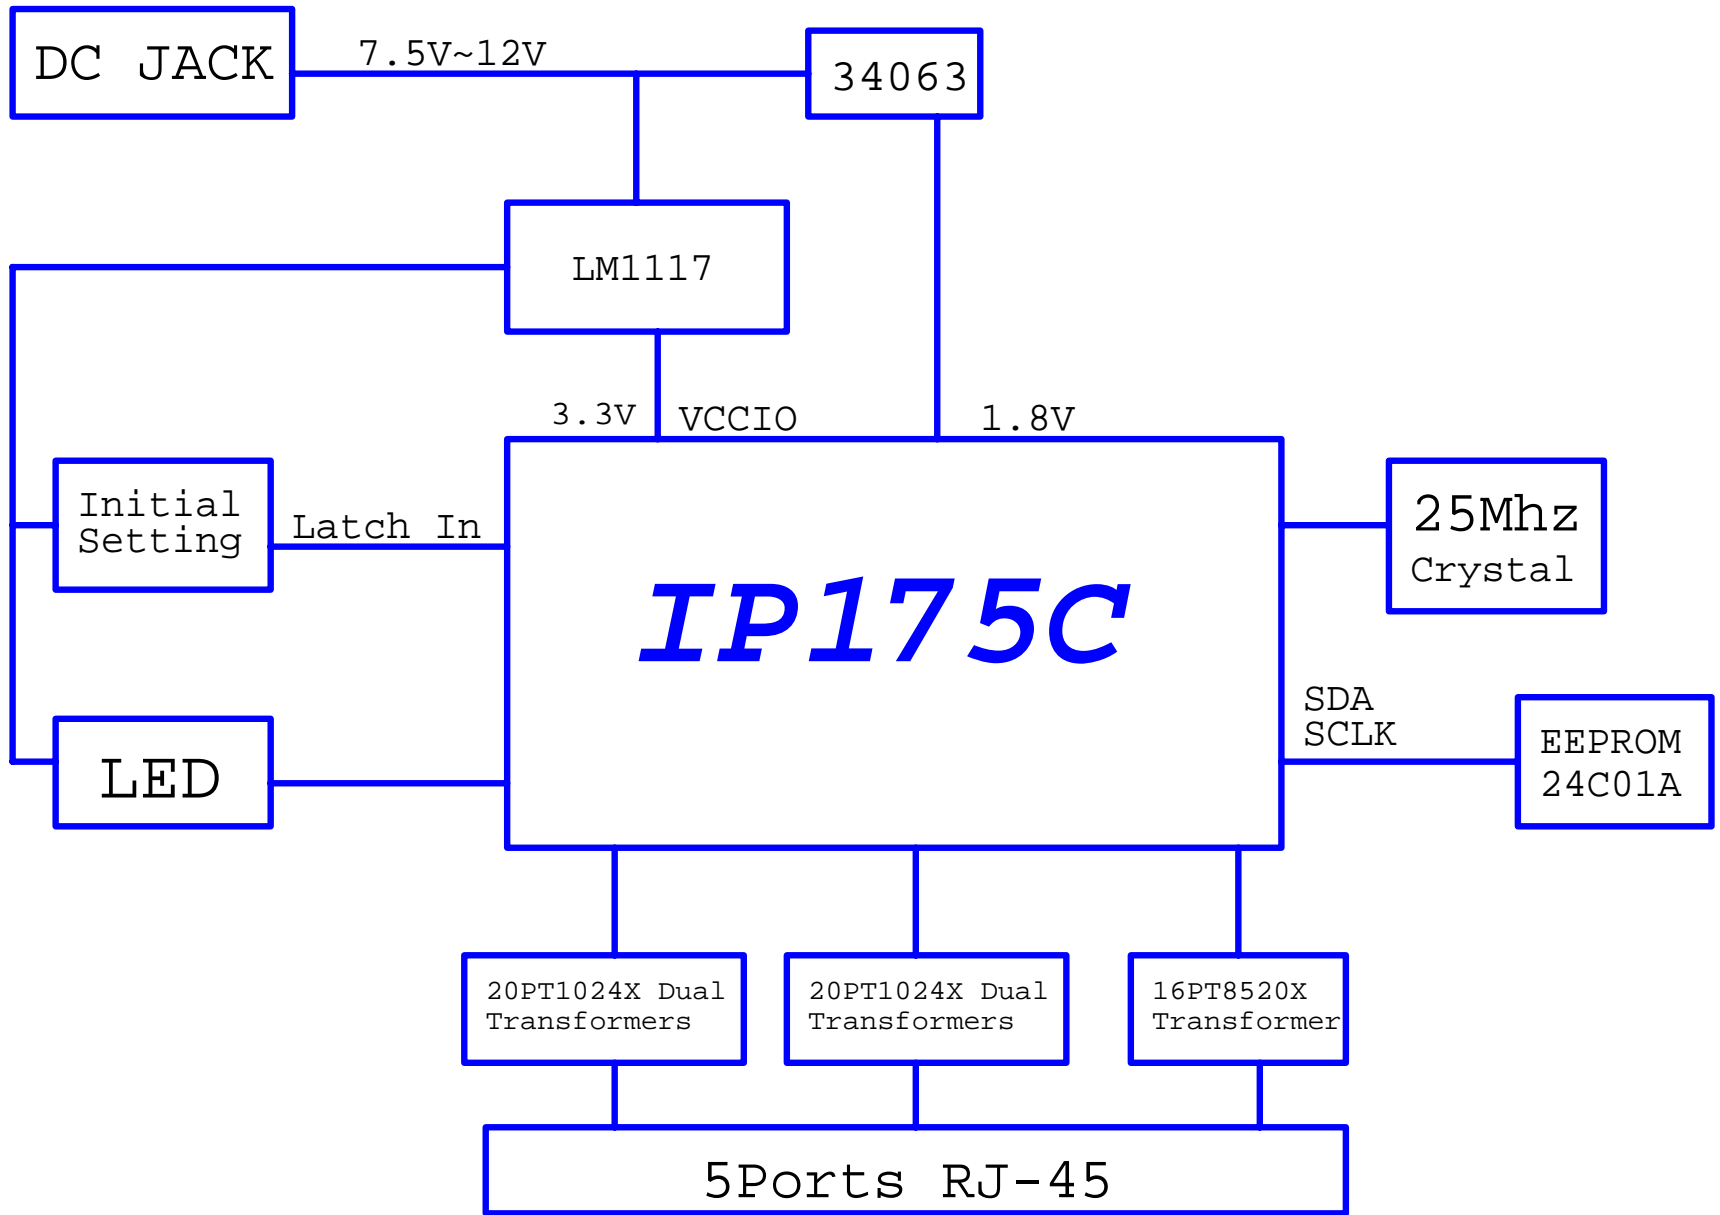 DC JACK
7.5V~12V
34063
LM1117
3.3V
VCCIO
1.8V
Initial
Setting
Latch In
25Mhz
Crystal
IP175C
SDA
SCLK
EEPROM
24C01A
LED
20PT1024X Dual
Transformers
20PT1024X Dual
Transformers
16PT8520X
Transformer
5Ports RJ-45